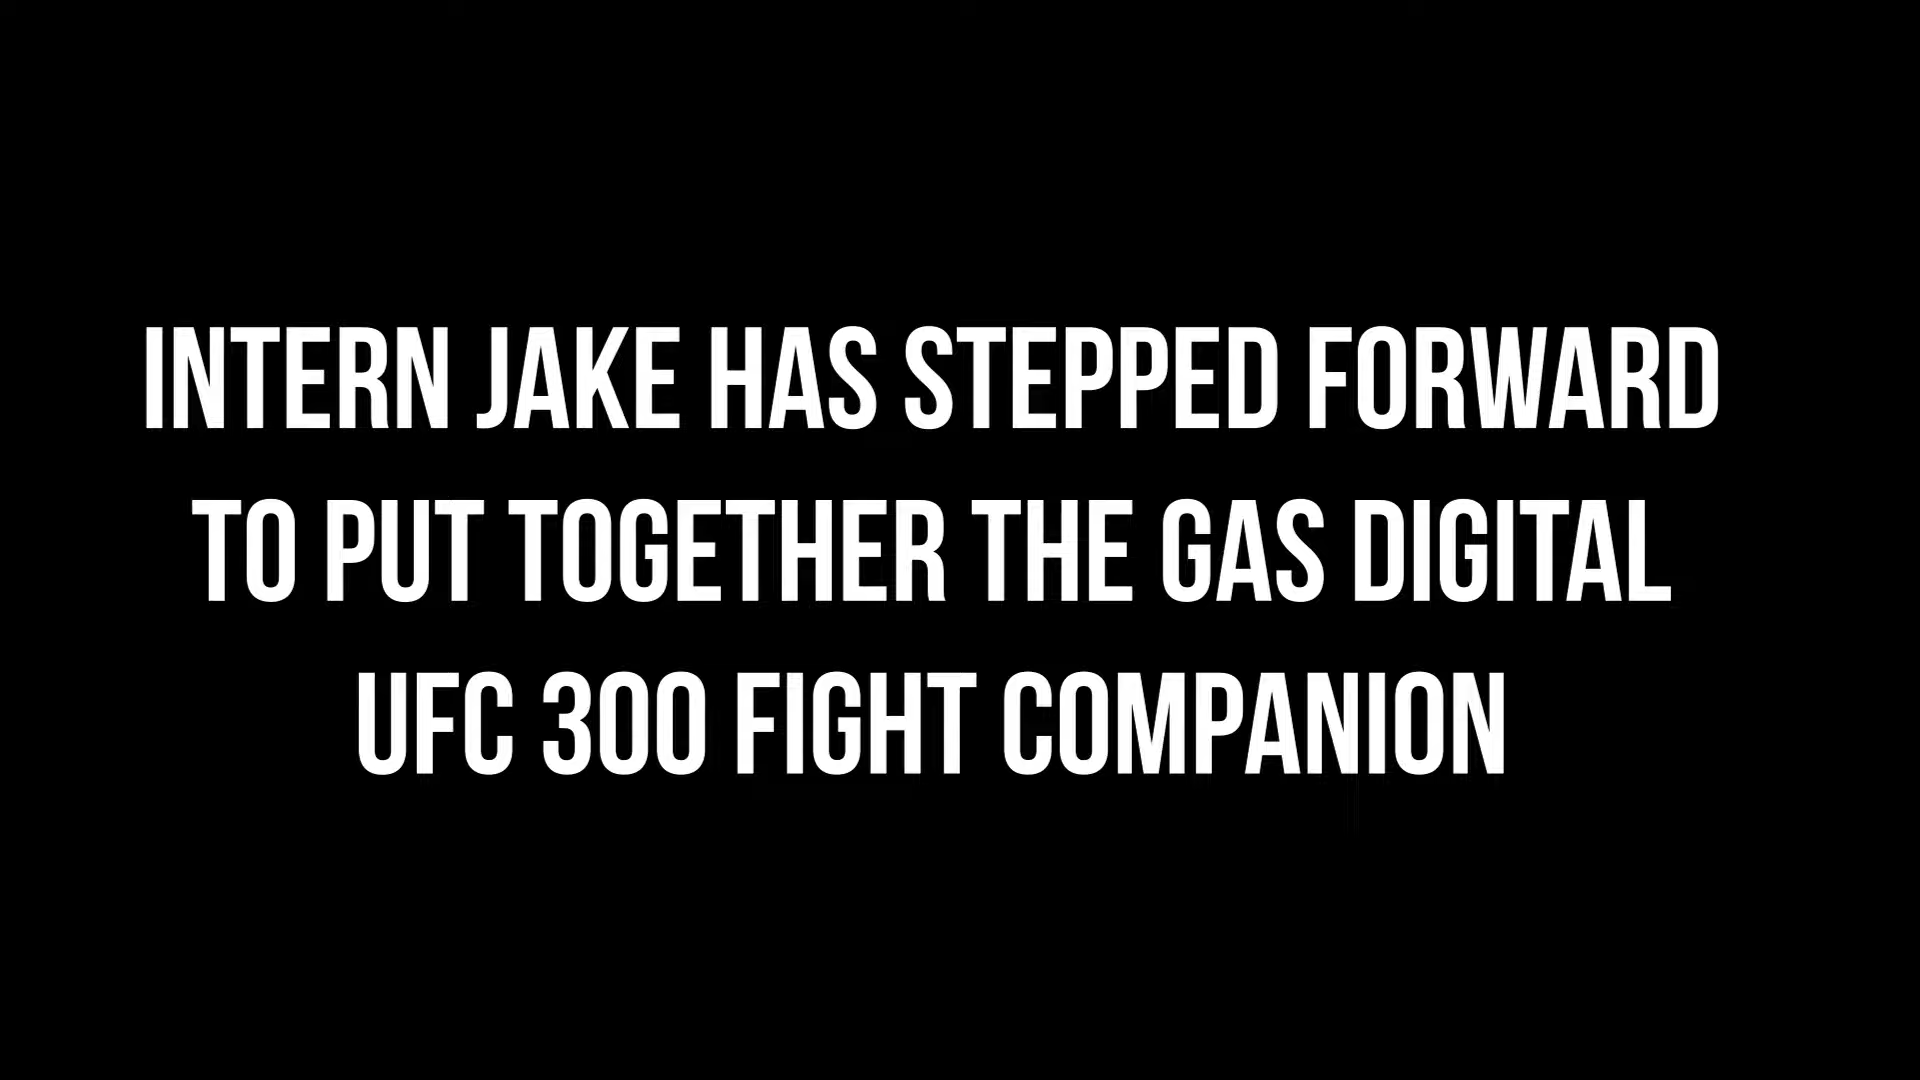 INTERN JAKE HAS STEPPED FORWARD
TO PUT TOGETHER THE GAS DIGITAL
UFC 300 FIGHT COMPANION